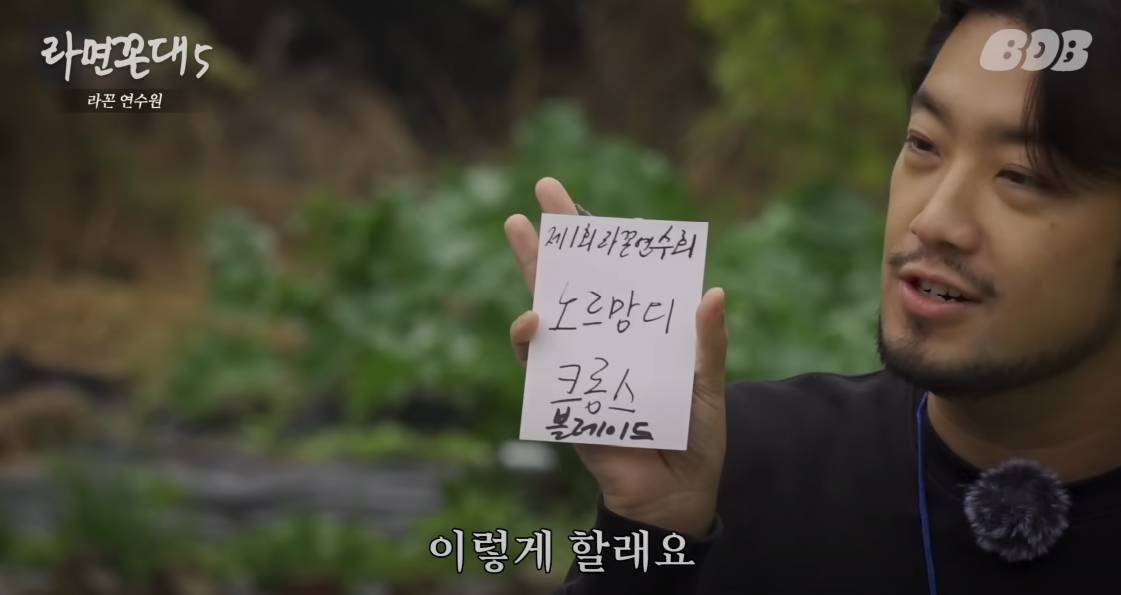 라면꼰대5
라꼰 연수원
BDB
제1회 라꼰연수회
노르망디
크롱스
블레이드
이렇게 할래요